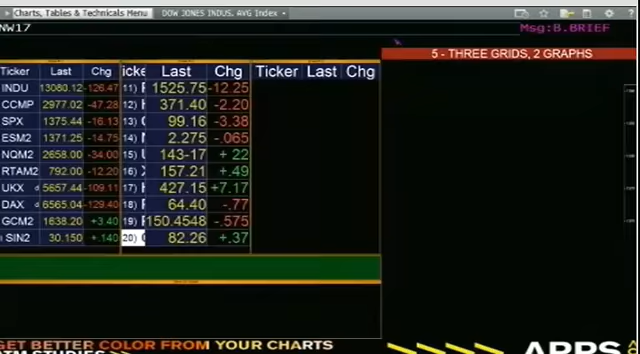 Charts, Tables & Technicals Menu DOW JONES INDUS. AVG Index
NW17 Msg:B.BRIEF
5 - THREE GRIDS, 2 GRAPHS
Ticker Last Chg Last Chg Ticker Last Chg
INDU 13080.12 -126.47 11) 1525.75 -12.25
CCMP 2977.02 -47.28 12) 371.40 -2.20
SPX 1375.44 -16.13 13) 99.16 -3.38
ESM2 1371.25 -14.75 14) 2.275 -.065
NQM2 2658.00 -34.00 15) 143-17 + 22
RTAM2 792.00 -12.20 16) 157.21 +.49
UKX 5657.44 -109.11 17) 427.15 +7.17
DAX 6565.04 -129.40 18) 64.40 -.77
GCM2 1638.20 +3.40 19) 150.4548 -.575
SIN2 30.150 +.140 20) 82.26 +.37
GET BETTER COLOR FROM YOUR CHARTS
STUDIES APPS